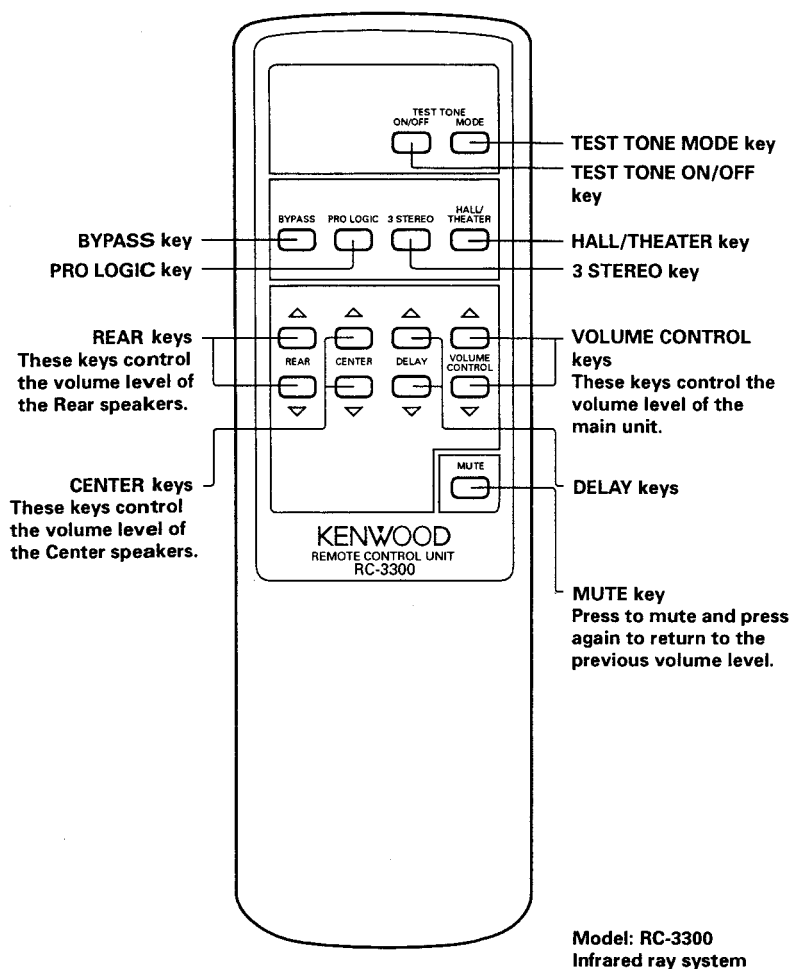 TEST TONE
ON/OFF MODE
TEST TONE MODE key
TEST TONE ON/OFF
key
BYPASS PRO LOGIC 3 STEREO HALL/
THEATER
BYPASS key
PRO LOGIC key
HALL/THEATER key
3 STEREO key
REAR keys
These keys control
the volume level of
the Rear speakers.
REAR CENTER DELAY VOLUME
CONTROL
VOLUME CONTROL
keys
These keys control the
volume level of the
main unit.
CENTER keys
These keys control
the volume level of
the Center speakers.
MUTE
DELAY keys
KENWOOD
REMOTE CONTROL UNIT
RC-3300
MUTE key
Press to mute and press
again to return to the
previous volume level.
Model: RC-3300
Infrared ray system